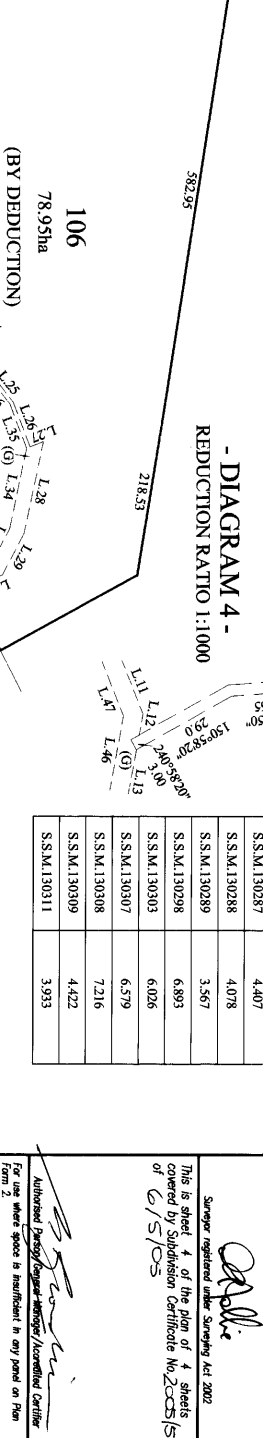 582.95
218.53
106
78.95ha
(BY DEDUCTION)
L.25
L.26
L.35
(G)
L.34
L.28
L.29
- DIAGRAM 4 -
REDUCTION RATIO 1:1000
150°58'20"
29.0
240°58'20"
3.00
L.11
L.12
L.47
L.46
(G)
L.13
S.S.M.130287 4.407
S.S.M.130288 4.078
S.S.M.130289 3.567
S.S.M.130298 6.893
S.S.M.130303 6.026
S.S.M.130307 6.579
S.S.M.130308 7.216
S.S.M.130309 4.422
S.S.M.130311 3.933
Surveyor registered under Surveying Act 2002
This is sheet 4 of the plan of 4 sheets
covered by Subdivision Certificate No. 2005/5
of 6/5/05
Authorised Person/General Manager/Accredited Certifier
For use where space is insufficient in any panel on Plan
Form 2.